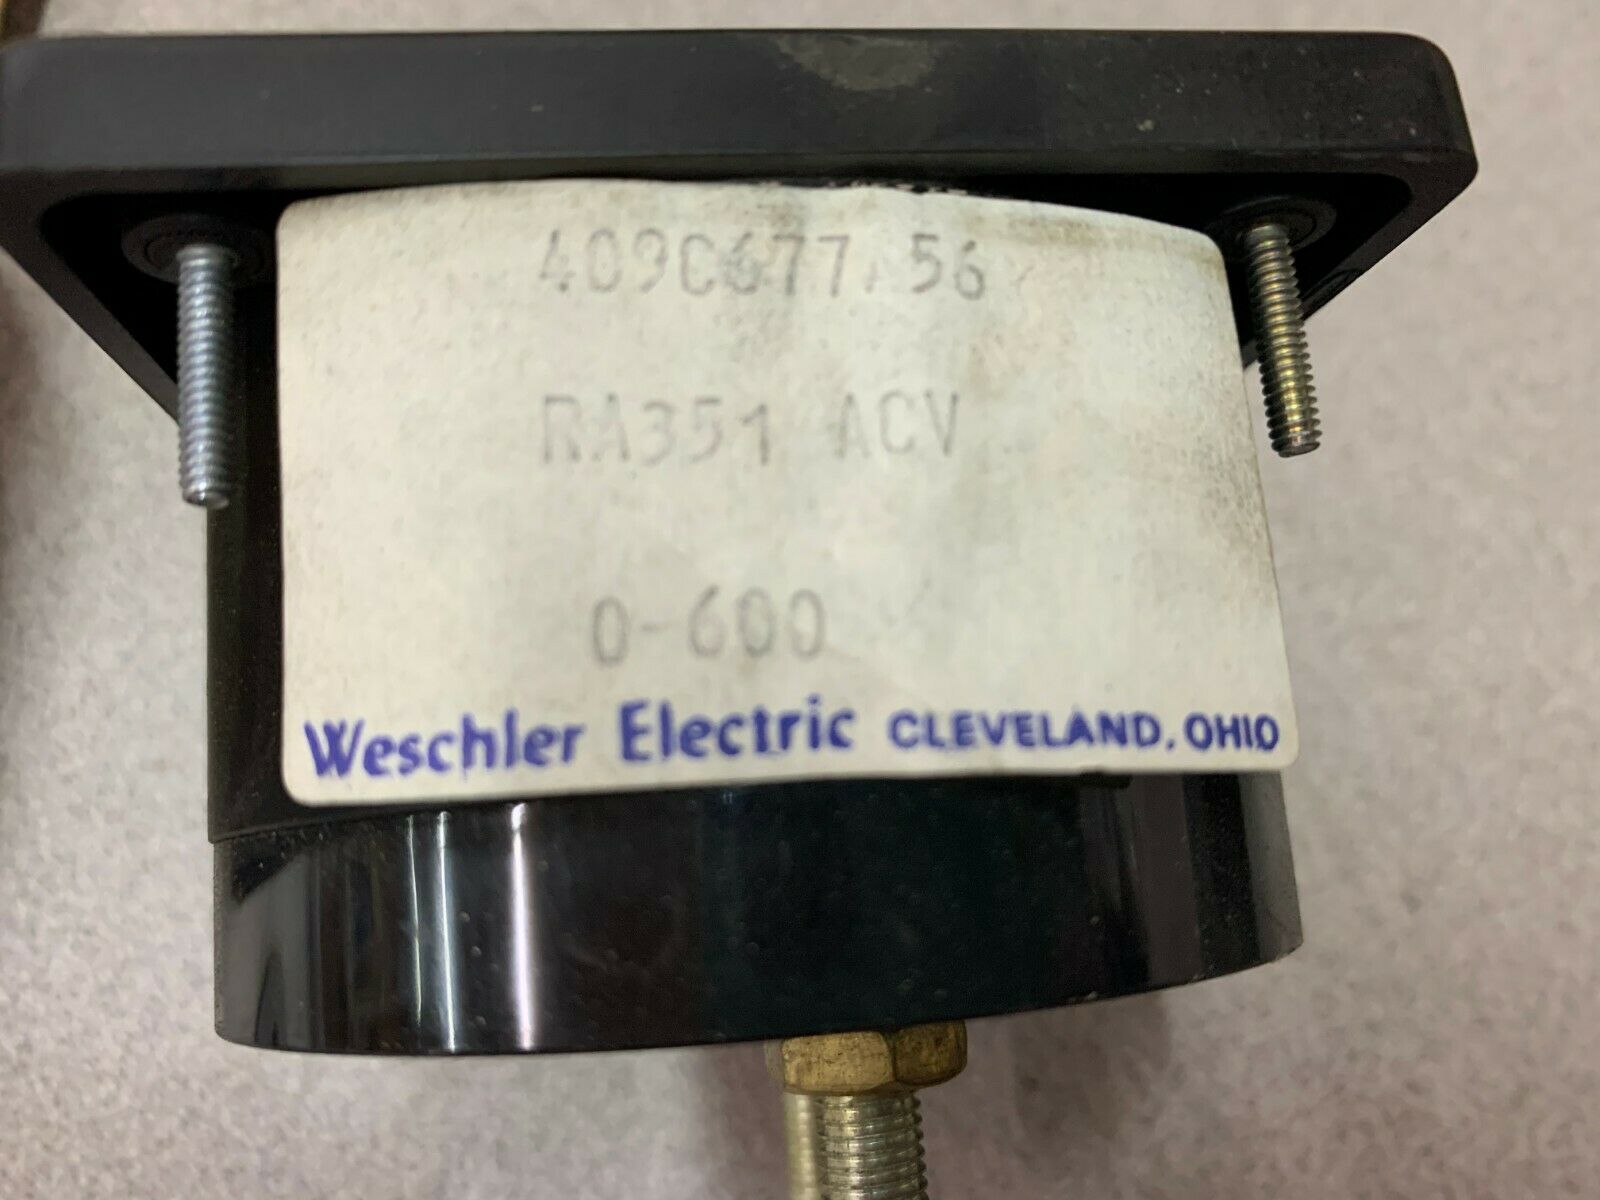 409C677 56
RA351 ACV
0-600
Weschler Electric CLEVELAND, OHIO